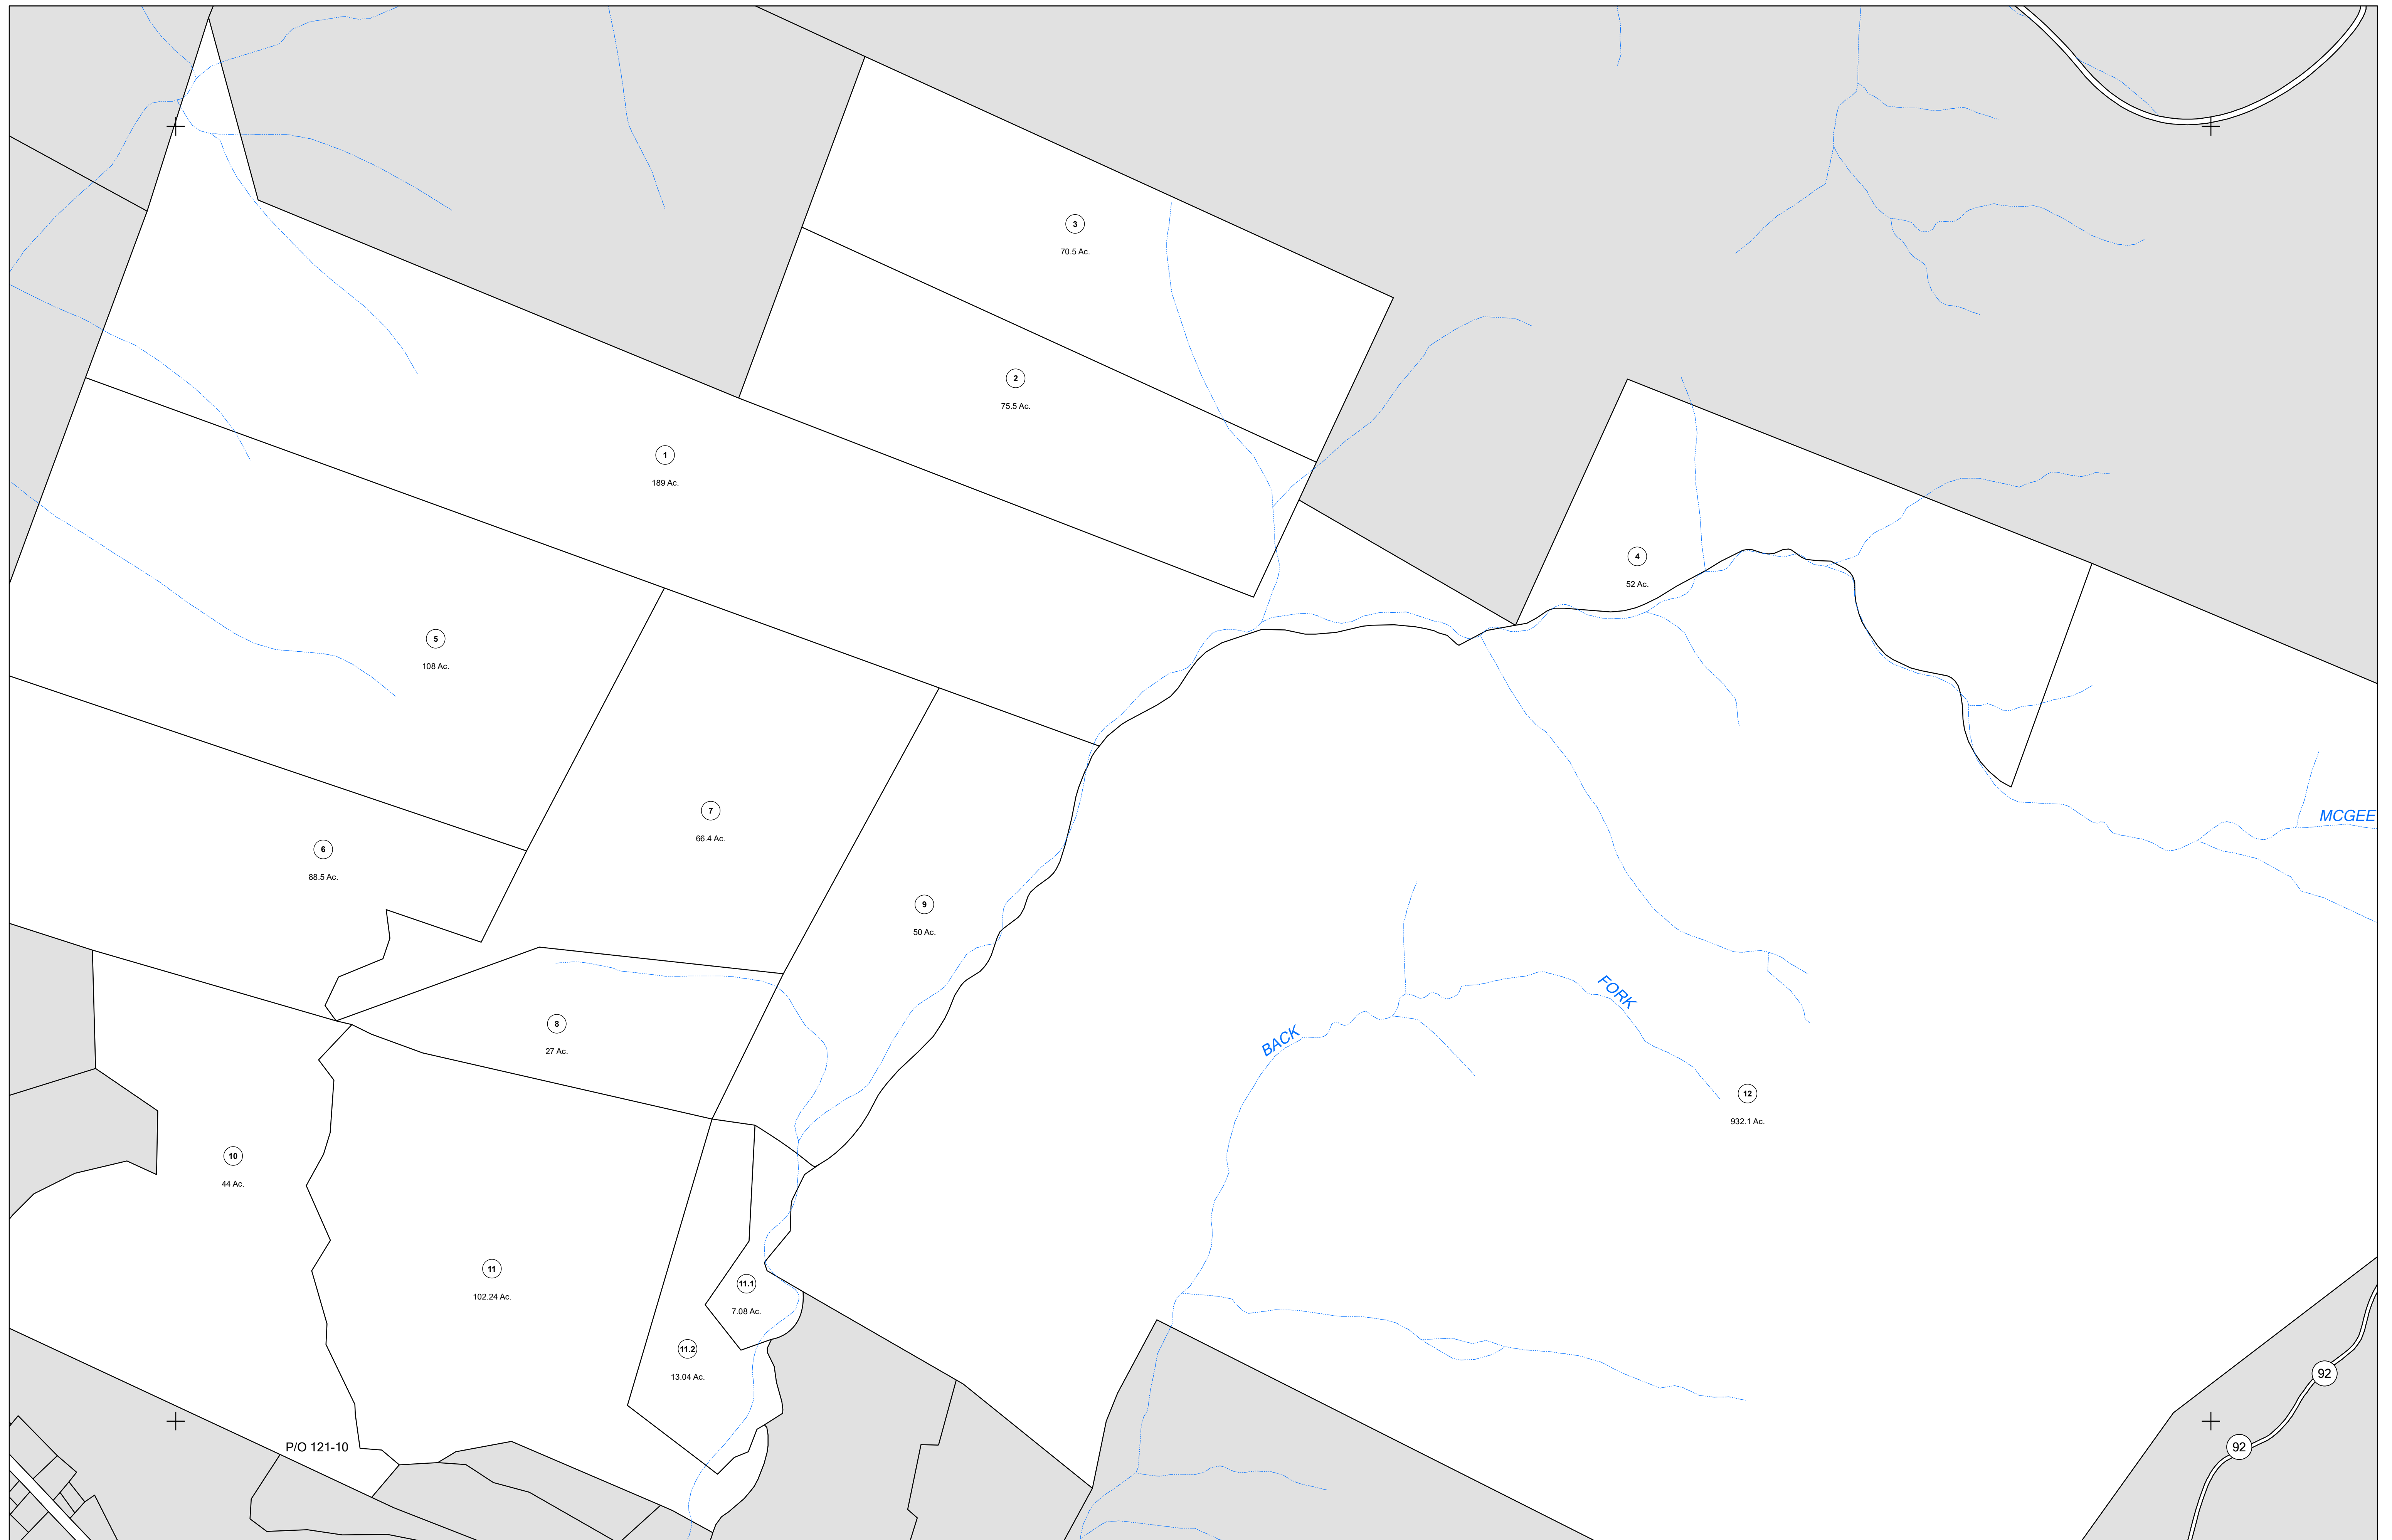 3
70.5 Ac.
2
75.5 Ac.
1
189 Ac.
4
52 Ac.
5
108 Ac.
7
66.4 Ac.
MCGEE
6
88.5 Ac.
9
50 Ac.
FORK
8
27 Ac.
BACK
12
932.1 Ac.
10
44 Ac.
11
102.24 Ac.
11.1
7.08 Ac.
11.2
13.04 Ac.
92
92
P/O 121-10